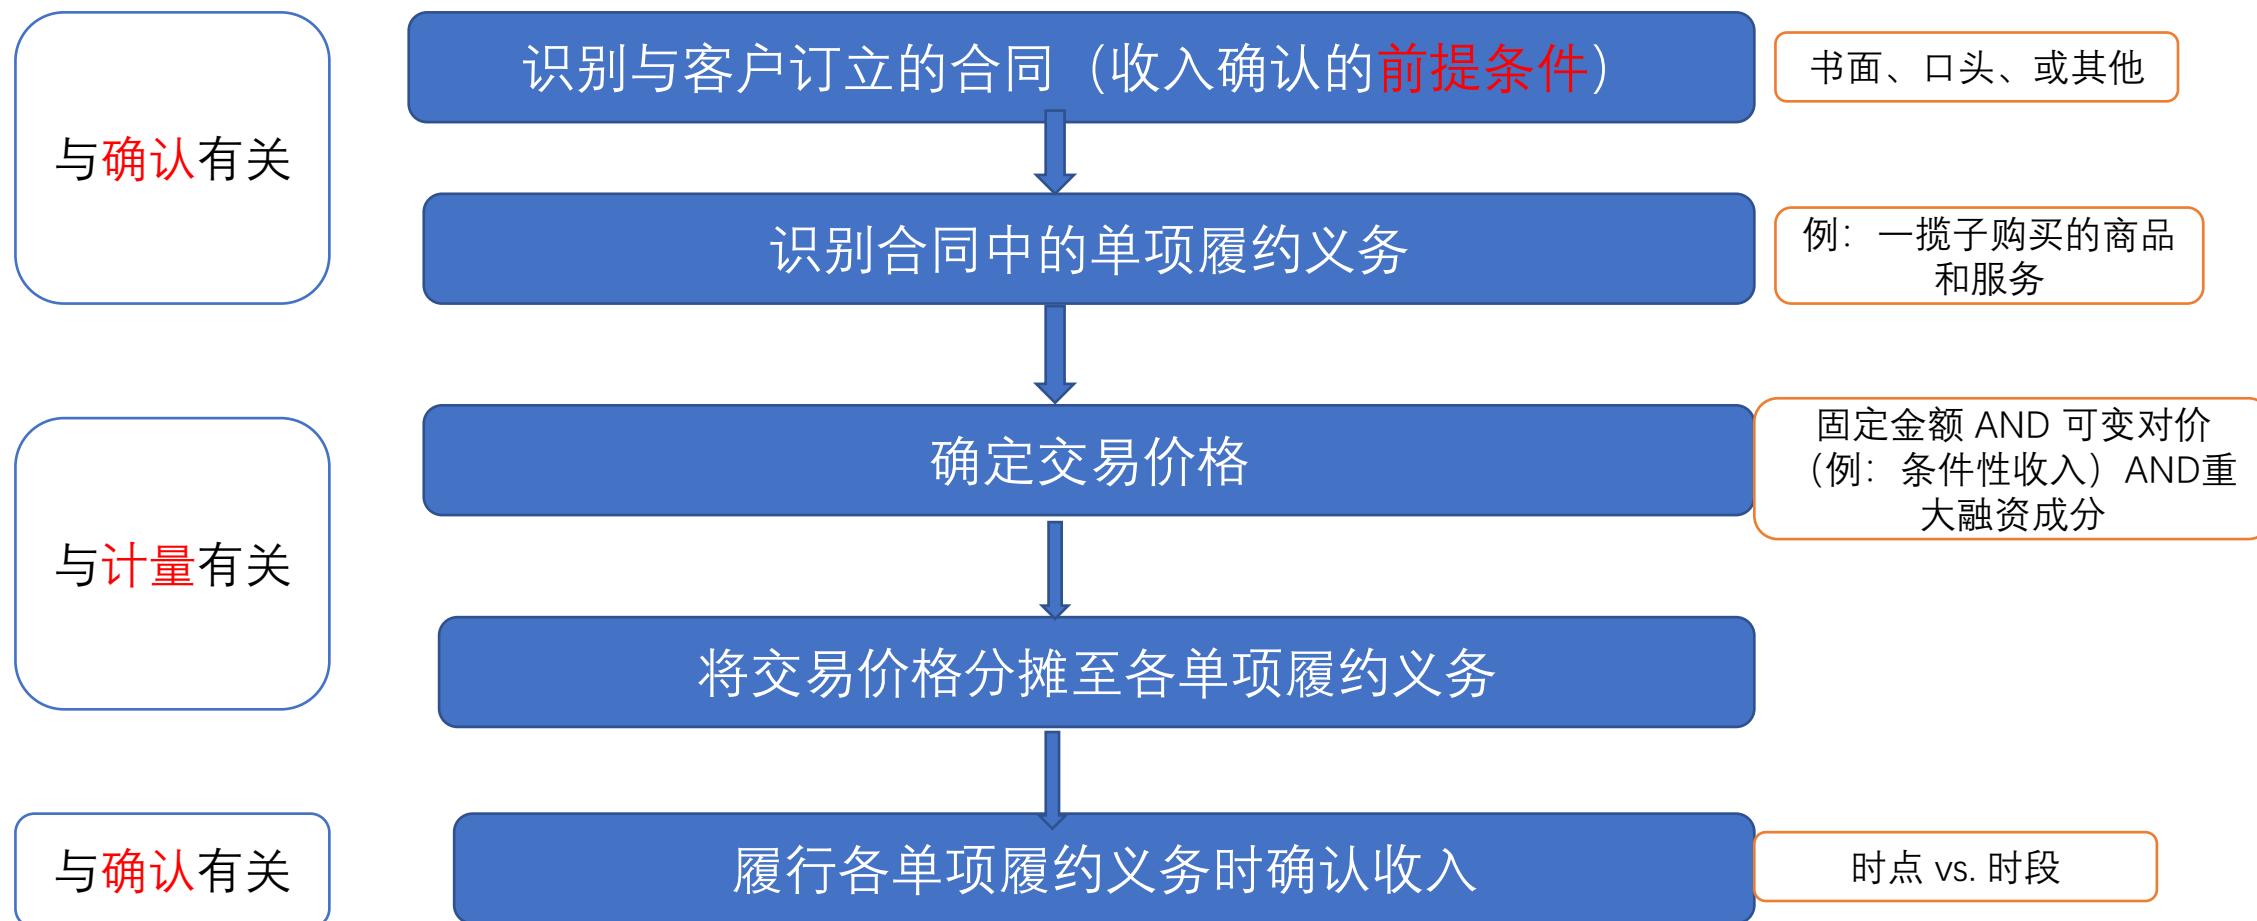 识别与客户订立的合同（收入确认的前提条件）
书面、口头、或其他
与确认有关
识别合同中的单项履约义务
例：一揽子购买的商品
和服务
确定交易价格
固定金额 AND 可变对价
（例：条件性收入）AND重
大融资成分
与计量有关
将交易价格分摊至各单项履约义务
与确认有关
履行各单项履约义务时确认收入
时点 vs. 时段